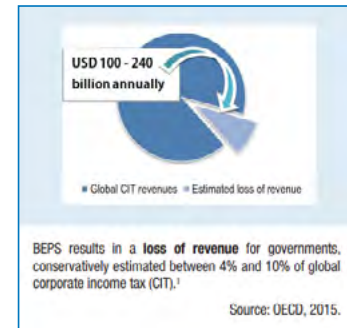 USD 100 - 240
billion annually
Global CIT revenues Estimated loss of revenue
BEPS results in a loss of revenue for governments,
conservatively estimated between 4% and 10% of global
corporate income tax (CIT).¹
Source: OECD, 2015.